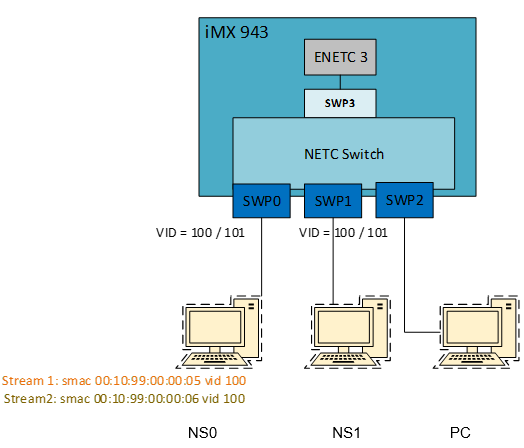 iMX 943
ENETC 3
SWP3
NETC Switch
SWP0 SWP1 SWP2
VID = 100 / 101 VID = 100 / 101
Stream 1: smac 00:10:99:00:00:05 vid 100
Stream2: smac 00:10:99:00:00:06 vid 100
NS0 NS1 PC